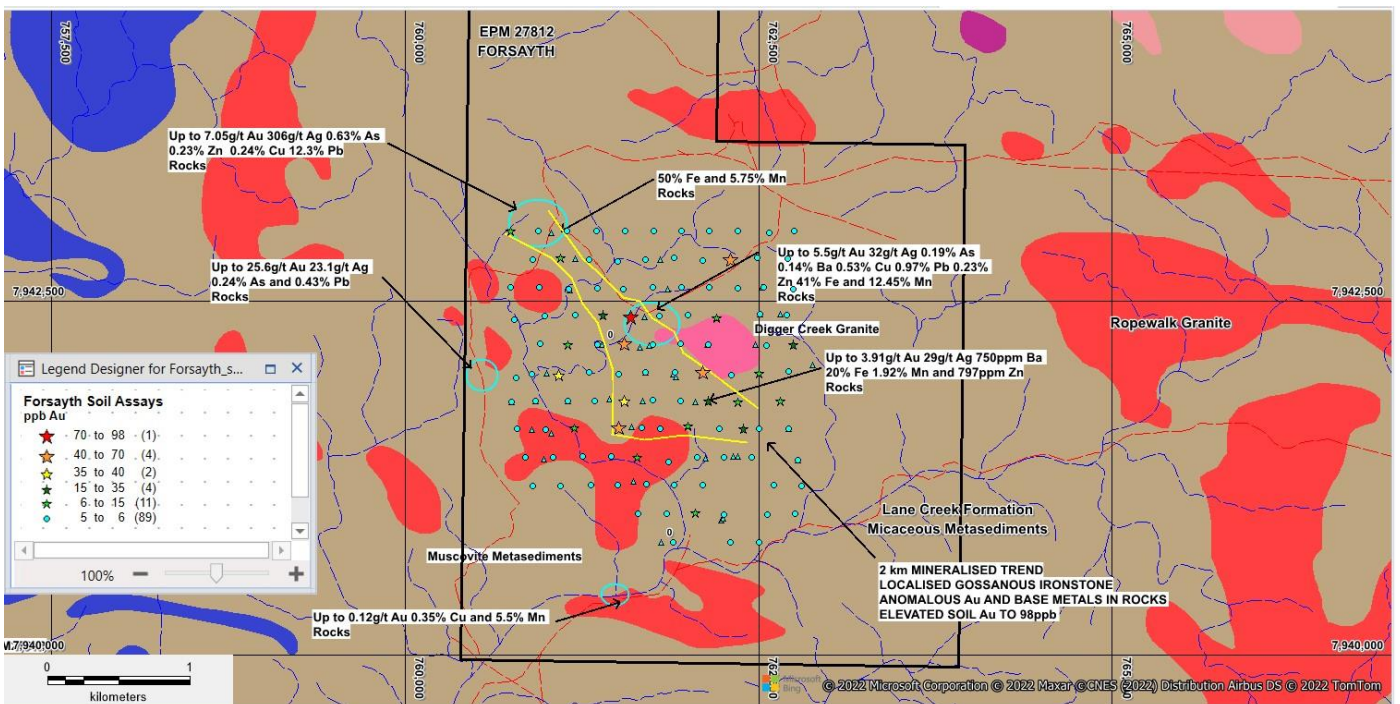 757,500
760,000
762,500
765,000
EPM 27812
FORSAYTH
Up to 7.05g/t Au 306g/t Ag 0.63% As
0.23% Zn 0.24% Cu 12.3% Pb
Rocks
50% Fe and 5.75% Mn
Rocks
Up to 25.6g/t Au 23.1g/t Ag
0.24% As and 0.43% Pb
Rocks
Up to 5.5g/t Au 32g/t Ag 0.19% As
0.14% Ba 0.53% Cu 0.97% Pb 0.23%
Zn 41% Fe and 12.45% Mn
Rocks
7,942,500
7,942,500
0
Digger Creek Granite
Ropewalk Granite
Up to 3.91g/t Au 29g/t Ag 750ppm Ba
20% Fe 1.92% Mn and 797ppm Zn
Rocks
Legend Designer for Forsayth_s...
Forsayth Soil Assays
ppb Au
70 to 98 (1)
40 to 70 (4)
35 to 40 (2)
15 to 35 (4)
6 to 15 (11)
5 to 6 (89)
100%
Lane Creek Formation
Micaceous Metasediments
0
Muscovite Metasediments
2 km MINERALISED TREND
LOCALISED GOSSANOUS IRONSTONE
ANOMALOUS Au AND BASE METALS IN ROCKS
ELEVATED SOIL Au TO 98ppb
Up to 0.12g/t Au 0.35% Cu and 5.5% Mn
Rocks
7,940,000
7,940,000
0 1
kilometers
760,000
Microsoft
Bing
© 2022 Microsoft Corporation © 2022 Maxar ©CNES (2022) Distribution Airbus DS © 2022 TomTom